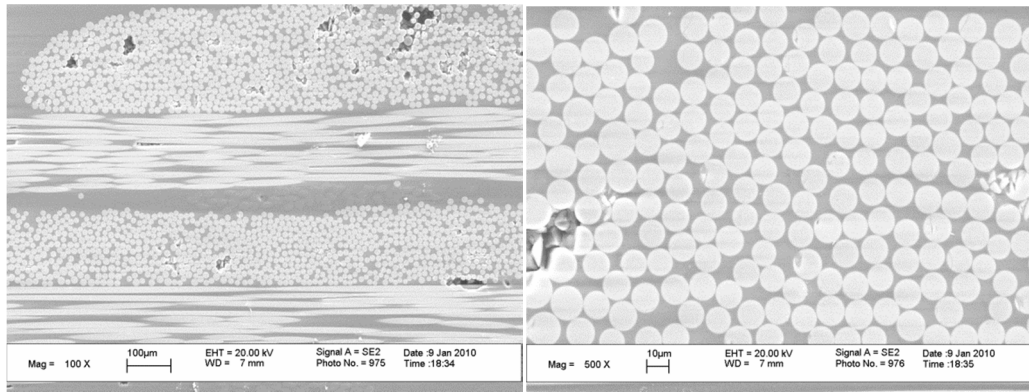 Mag = 100 X
100µm
EHT = 20.00 kV
WD = 7 mm
Signal A = SE2
Photo No. = 975
Date :9 Jan 2010
Time :18:34
Mag = 500 X
10µm
EHT = 20.00 kV
WD = 7 mm
Signal A = SE2
Photo No. = 976
Date :9 Jan 2010
Time :18:35